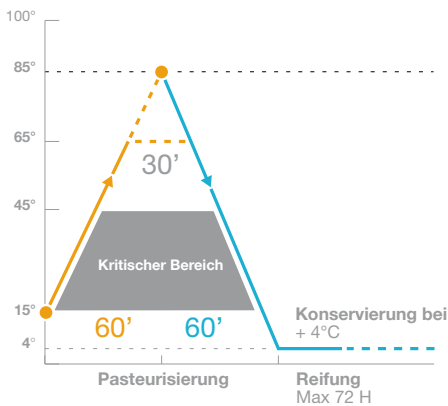 100°
85°
65°
30’
45°
Kritischer Bereich
15°
60’ 60’
Konservierung bei
+ 4°C
4°
Pasteurisierung
Reifung
Max 72 H